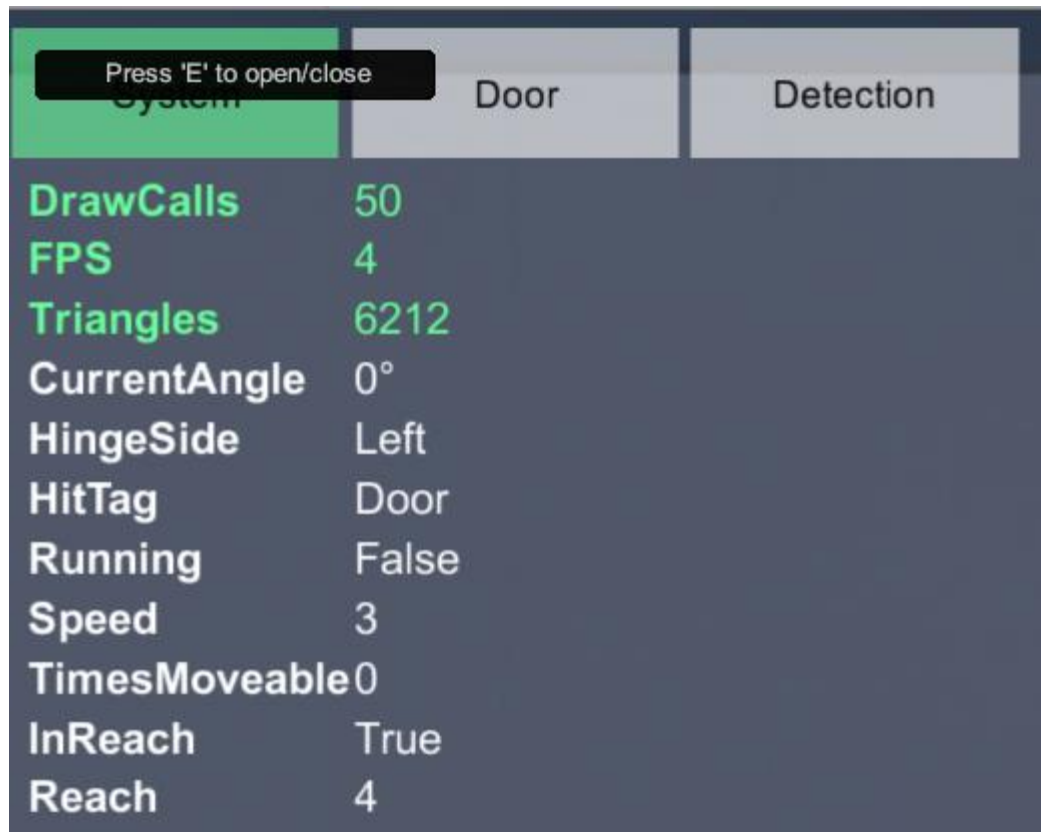 Press 'E' to open/close
System Door Detection
DrawCalls 50
FPS 4
Triangles 6212
CurrentAngle 0°
HingeSide Left
HitTag Door
Running False
Speed 3
TimesMoveable 0
InReach True
Reach 4